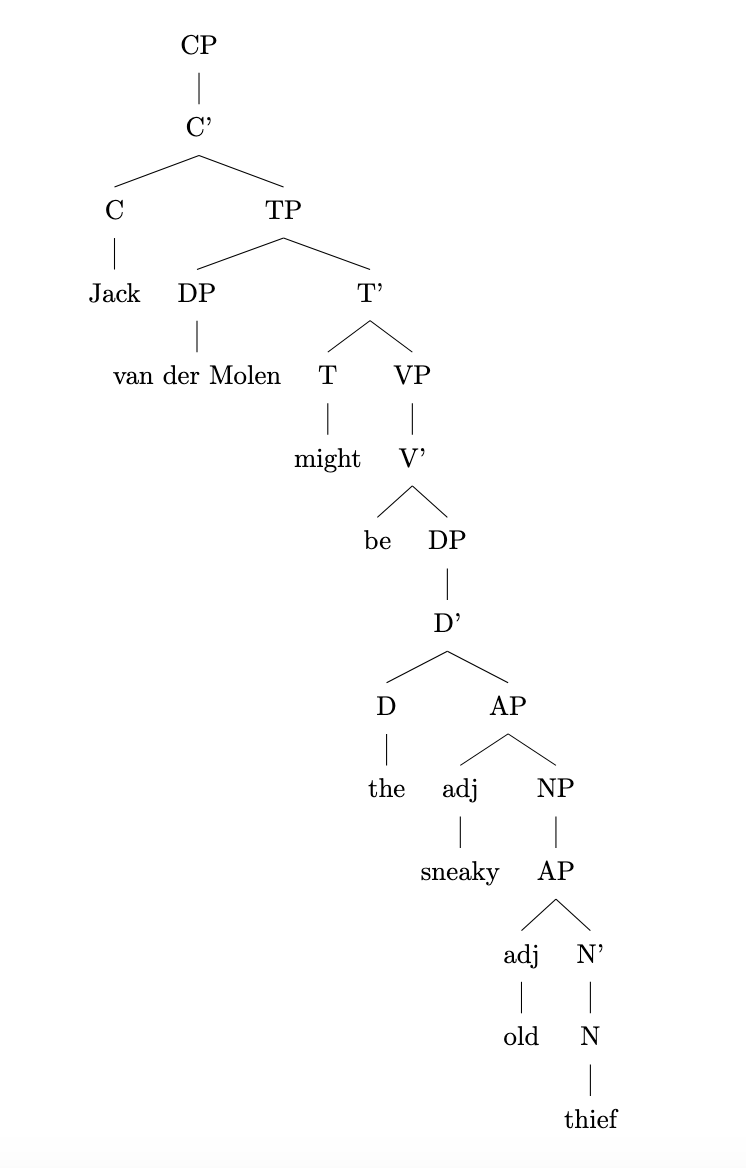 CP
C’
C TP
Jack DP T’
van der Molen T VP
might V’
be DP
D’
D AP
the adj NP
sneaky AP
adj N’
old N
thief